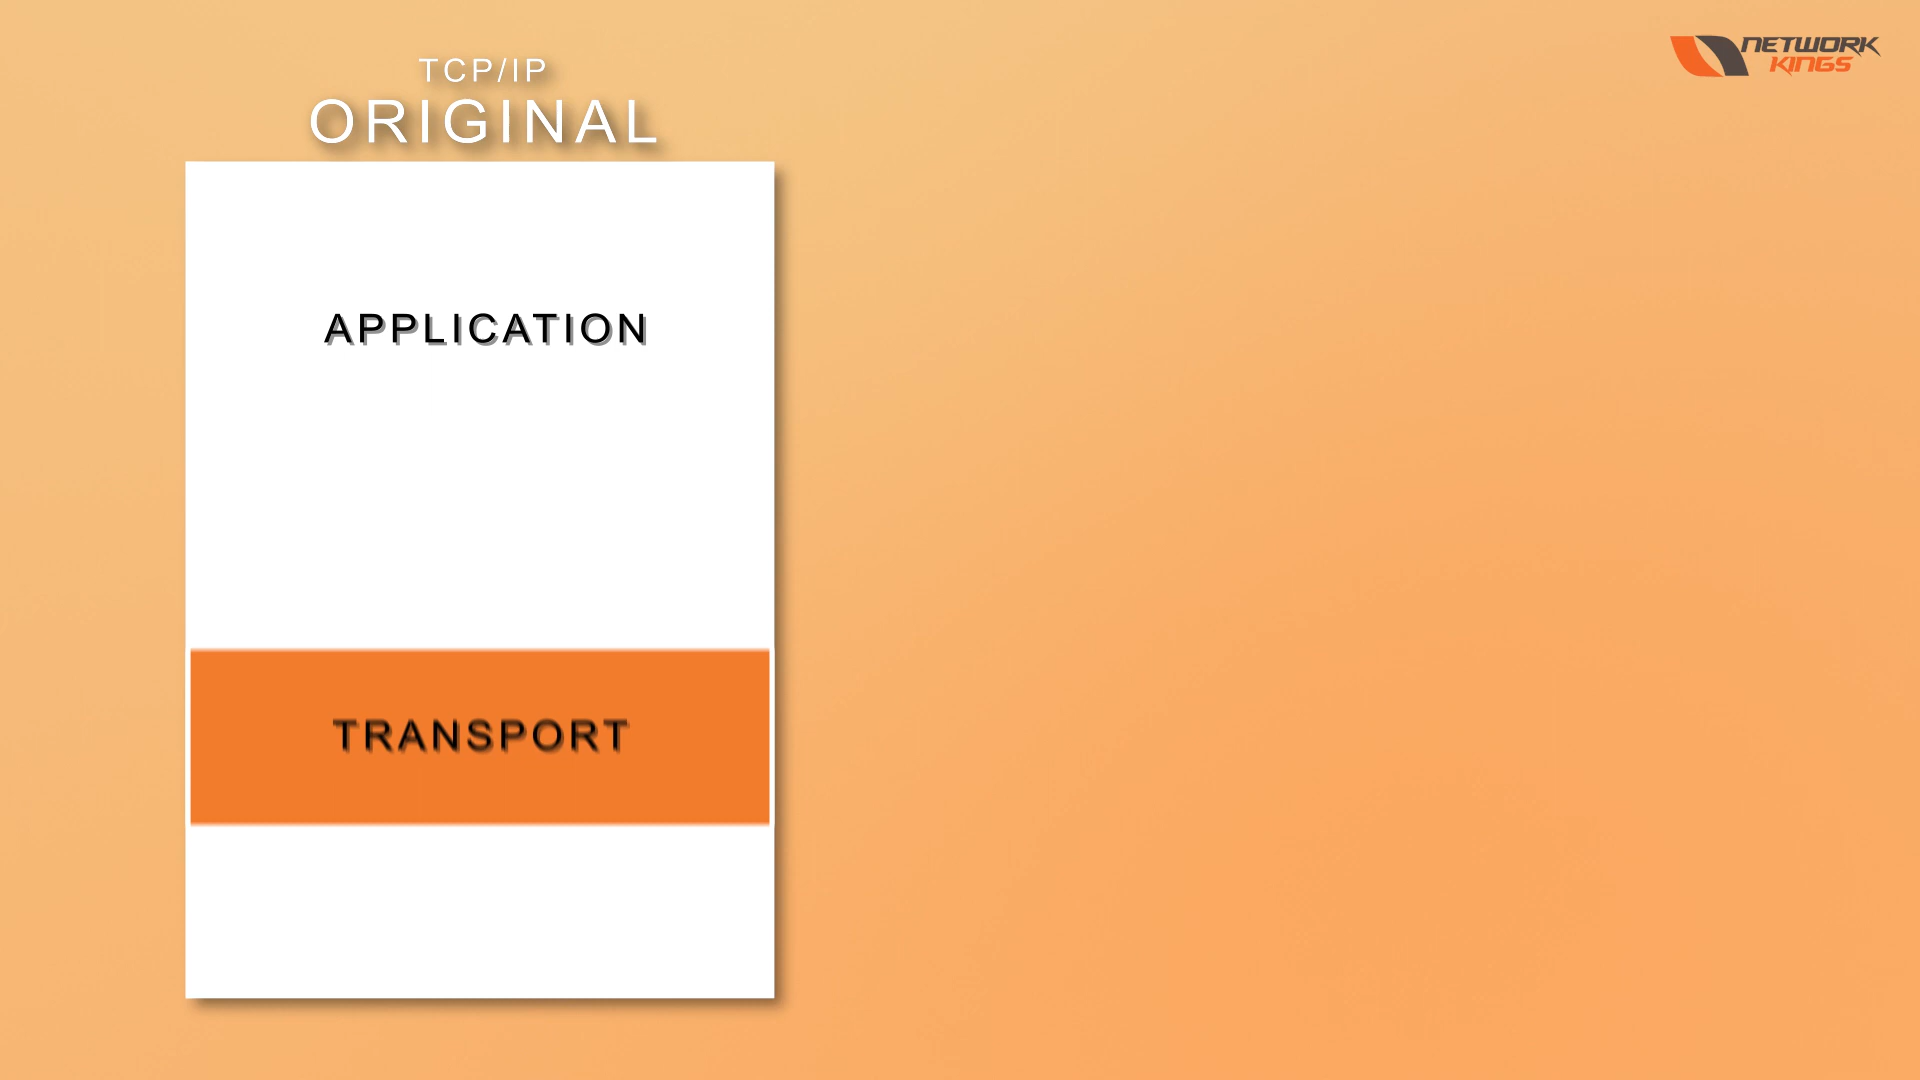 TCP/IP
ORIGINAL
NETWORK
KINGS
APPLICATION
TRANSPORT